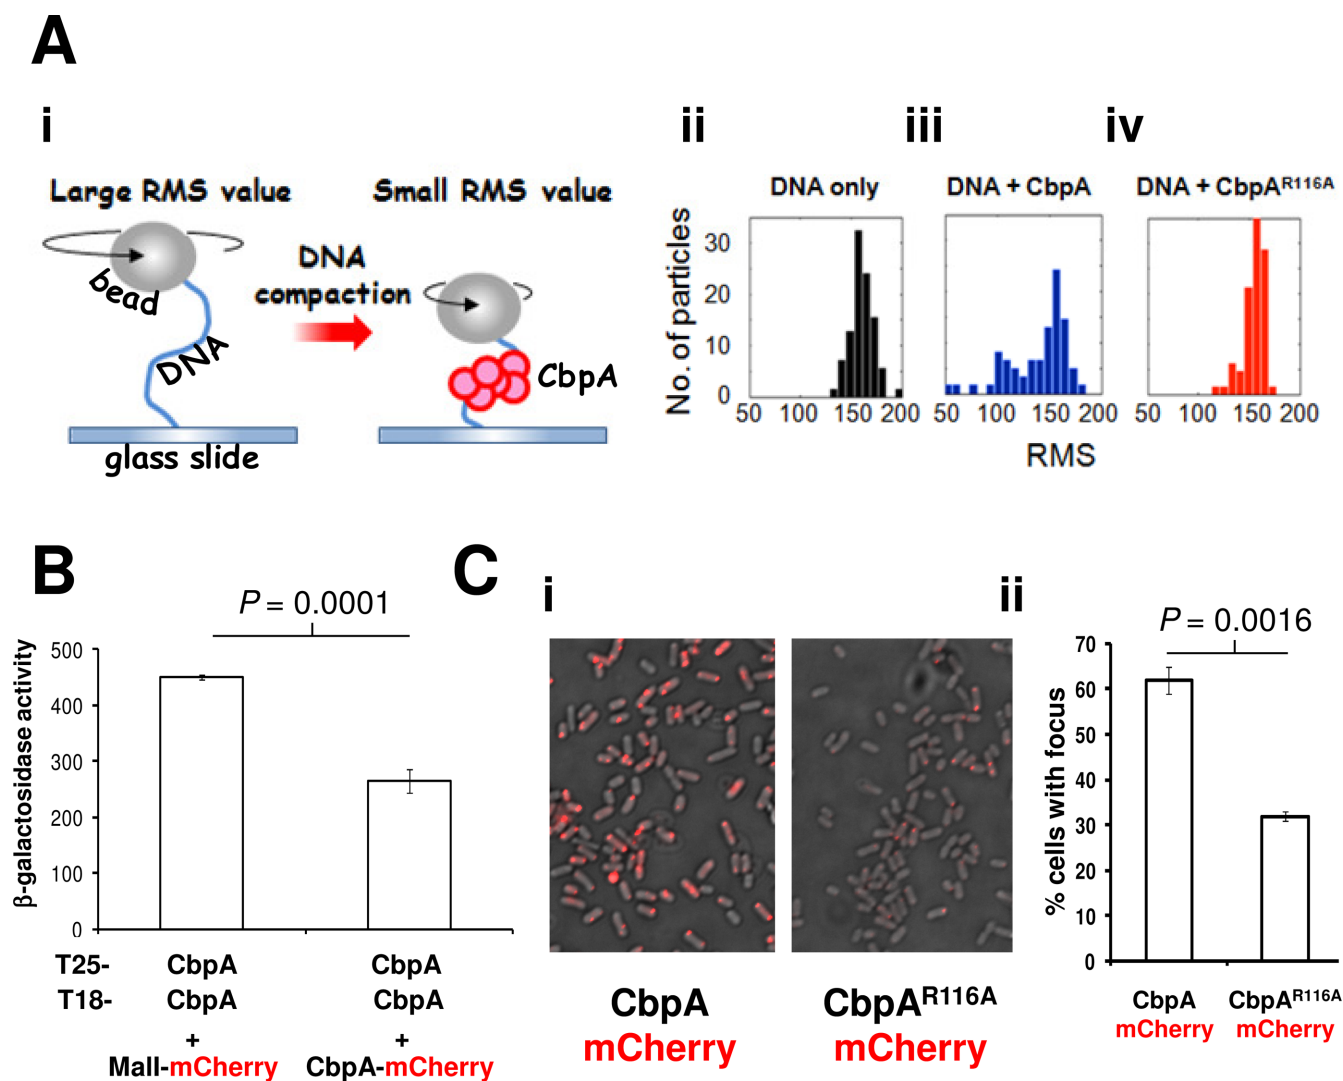 A
i
ii
iii
iv
Large RMS value
Small RMS value
bead
DNA
DNA
compaction
CbpA
glass slide
DNA only
DNA + CbpA
DNA + CbpAR116A
No. of particles
30
20
10
0
50 100 150 200
50 100 150 200
50 100 150 200
RMS
B
P = 0.0001
β-galactosidase activity
500
400
300
200
100
0
T25- CbpA CbpA
T18- CbpA CbpA
+ +
MalI-mCherry CbpA-mCherry
C
i
ii
CbpA
mCherry
CbpAR116A
mCherry
P = 0.0016
% cells with focus
70
60
50
40
30
20
10
0
CbpA CbpAR116A
mCherry mCherry